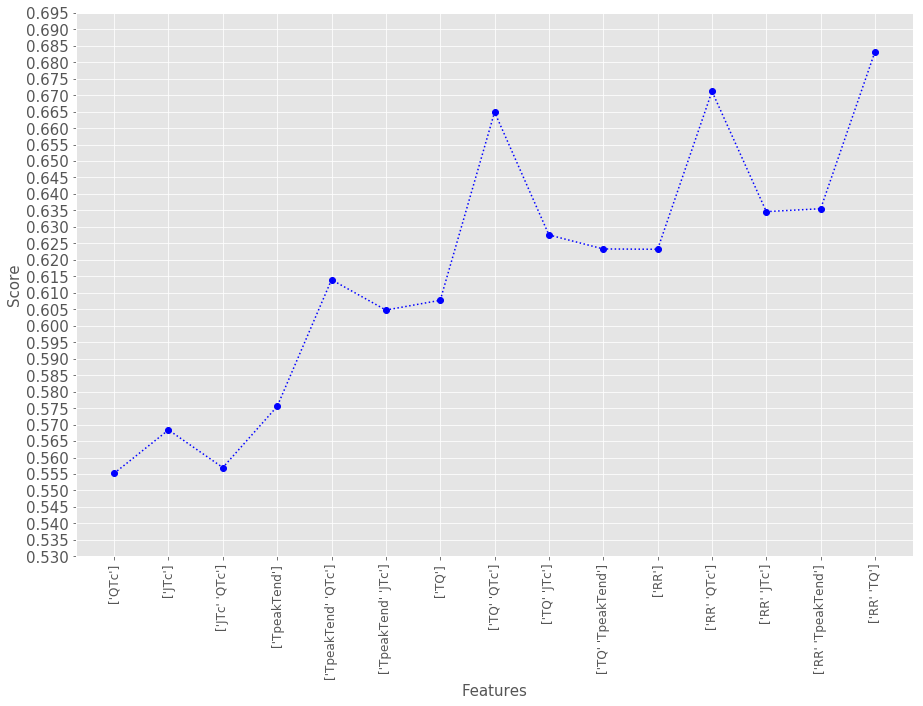 0.695
0.690
0.685
0.680
0.675
0.670
0.665
0.660
0.655
0.650
0.645
0.640
0.635
0.630
0.625
0.620
0.615
0.610
0.605
0.600
0.595
0.590
0.585
0.580
0.575
0.570
0.565
0.560
0.555
0.550
0.545
0.540
0.535
0.530
Score
['QTc']
['JTc']
['JTc' 'QTc']
['TpeakTend']
['TpeakTend' 'QTc']
['TpeakTend' 'JTc']
['TQ']
['TQ' 'QTc']
['TQ' 'JTc']
['TQ' 'TpeakTend']
['RR']
['RR' 'QTc']
['RR' 'JTc']
['RR' 'TpeakTend']
['RR' 'TQ']
Features